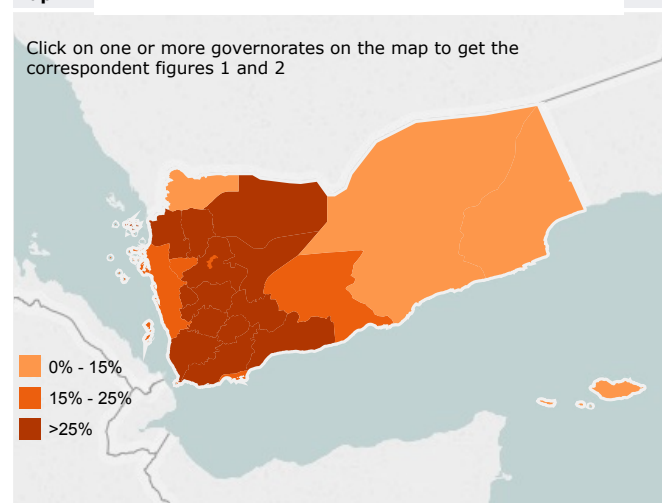 Click on one or more governorates on the map to get the
correspondent figures 1 and 2
0% - 15%
15% - 25%
>25%